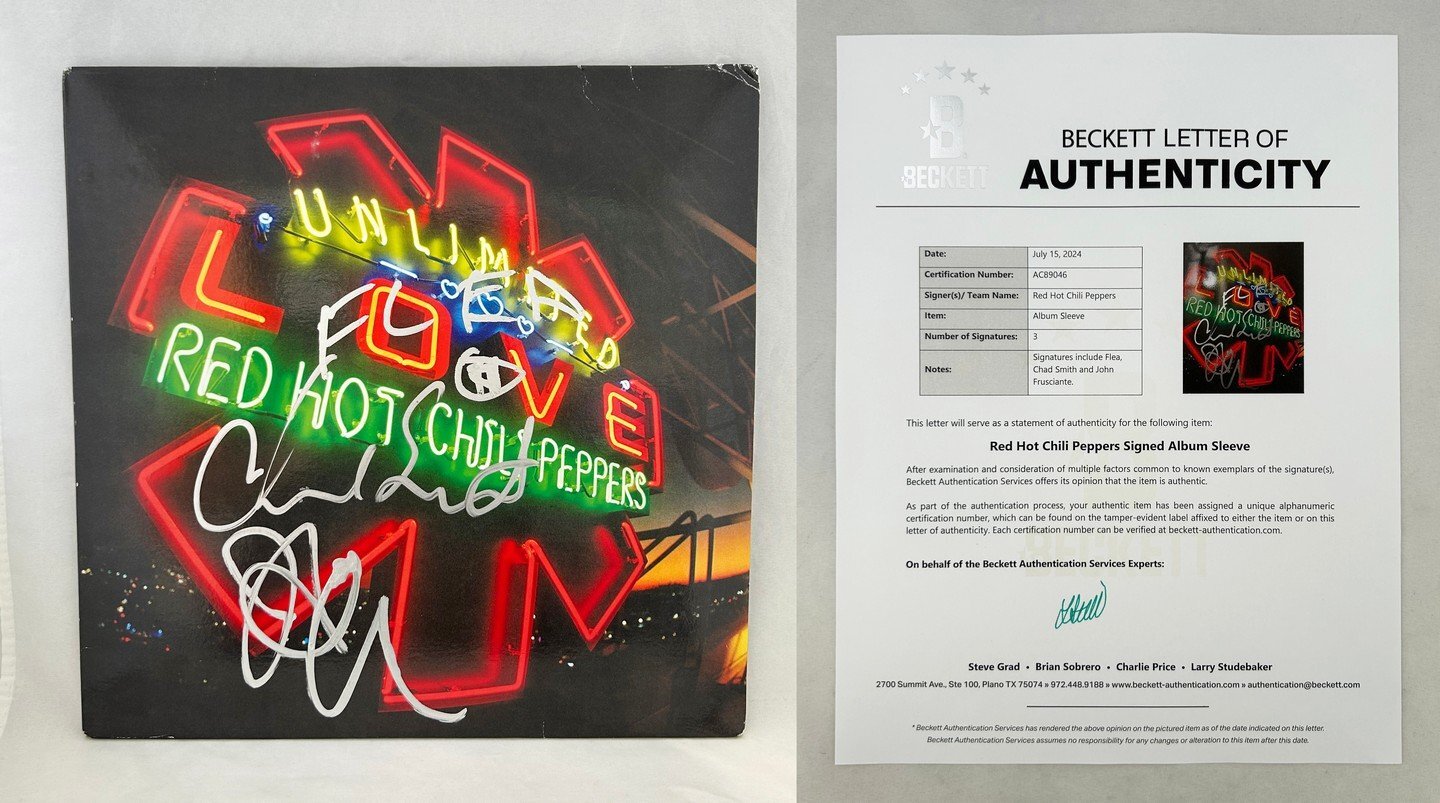 UNLIMITED
LOVE
RED HOT CHILI PEPPERS
FLEA
Chad Smith
BECKETT
BECKETT LETTER OF
AUTHENTICITY
Date: July 15, 2024
Certification Number: AC89046
Signer(s)/ Team Name: Red Hot Chili Peppers
Item: Album Sleeve
Number of Signatures: 3
Notes: Signatures include Flea,
Chad Smith and John
Frusciante.
This letter will serve as a statement of authenticity for the following item:
Red Hot Chili Peppers Signed Album Sleeve
After examination and consideration of multiple factors common to known exemplars of the signature(s),
Beckett Authentication Services offers its opinion that the item is authentic.
As part of the authentication process, your authentic item has been assigned a unique alphanumeric
certification number, which can be found on the tamper-evident label affixed to either the item or on this
letter of authenticity. Each certification number can be verified at beckett-authentication.com.
On behalf of the Beckett Authentication Services Experts:
Steve Grad • Brian Sobrero • Charlie Price • Larry Studebaker
2700 Summit Ave., Ste 100, Plano TX 75074 » 972.448.9188 » www.beckett-authentication.com » authentication@beckett.com
* Beckett Authentication Services has rendered the above opinion on the pictured item as of the date indicated on this letter.
Beckett Authentication Services assumes no responsibility for any changes or alteration to this item after this date.